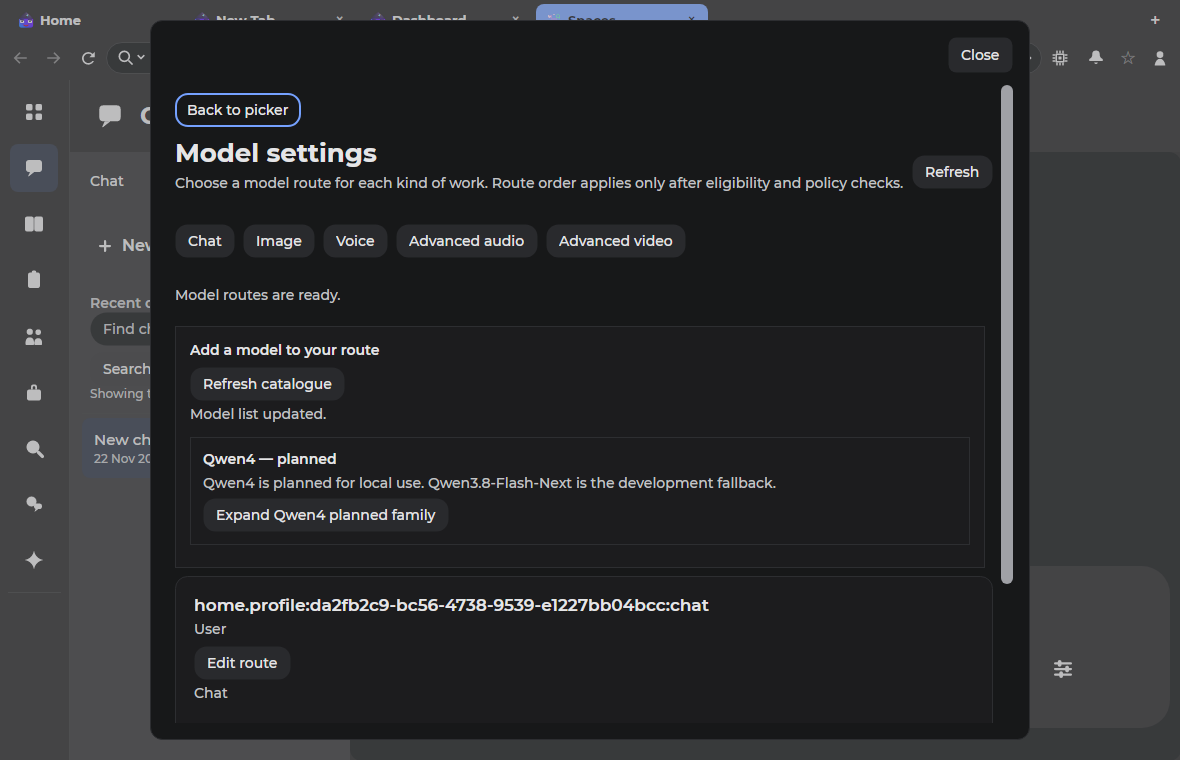 Home
New Tab
Dashboard
Spaces
Close
Back to picker
Model settings
Choose a model route for each kind of work. Route order applies only after eligibility and policy checks.
Refresh
Chat
Chat Image Voice Advanced audio Advanced video
+ New
Model routes are ready.
Recent
Find
Add a model to your route
Search
Refresh catalogue
Showing
Model list updated.
New
22 Nov
Qwen4 — planned
Qwen4 is planned for local use. Qwen3.8-Flash-Next is the development fallback.
Expand Qwen4 planned family
home.profile:da2fb2c9-bc56-4738-9539-e1227bb04bcc:chat
User
Edit route
Chat